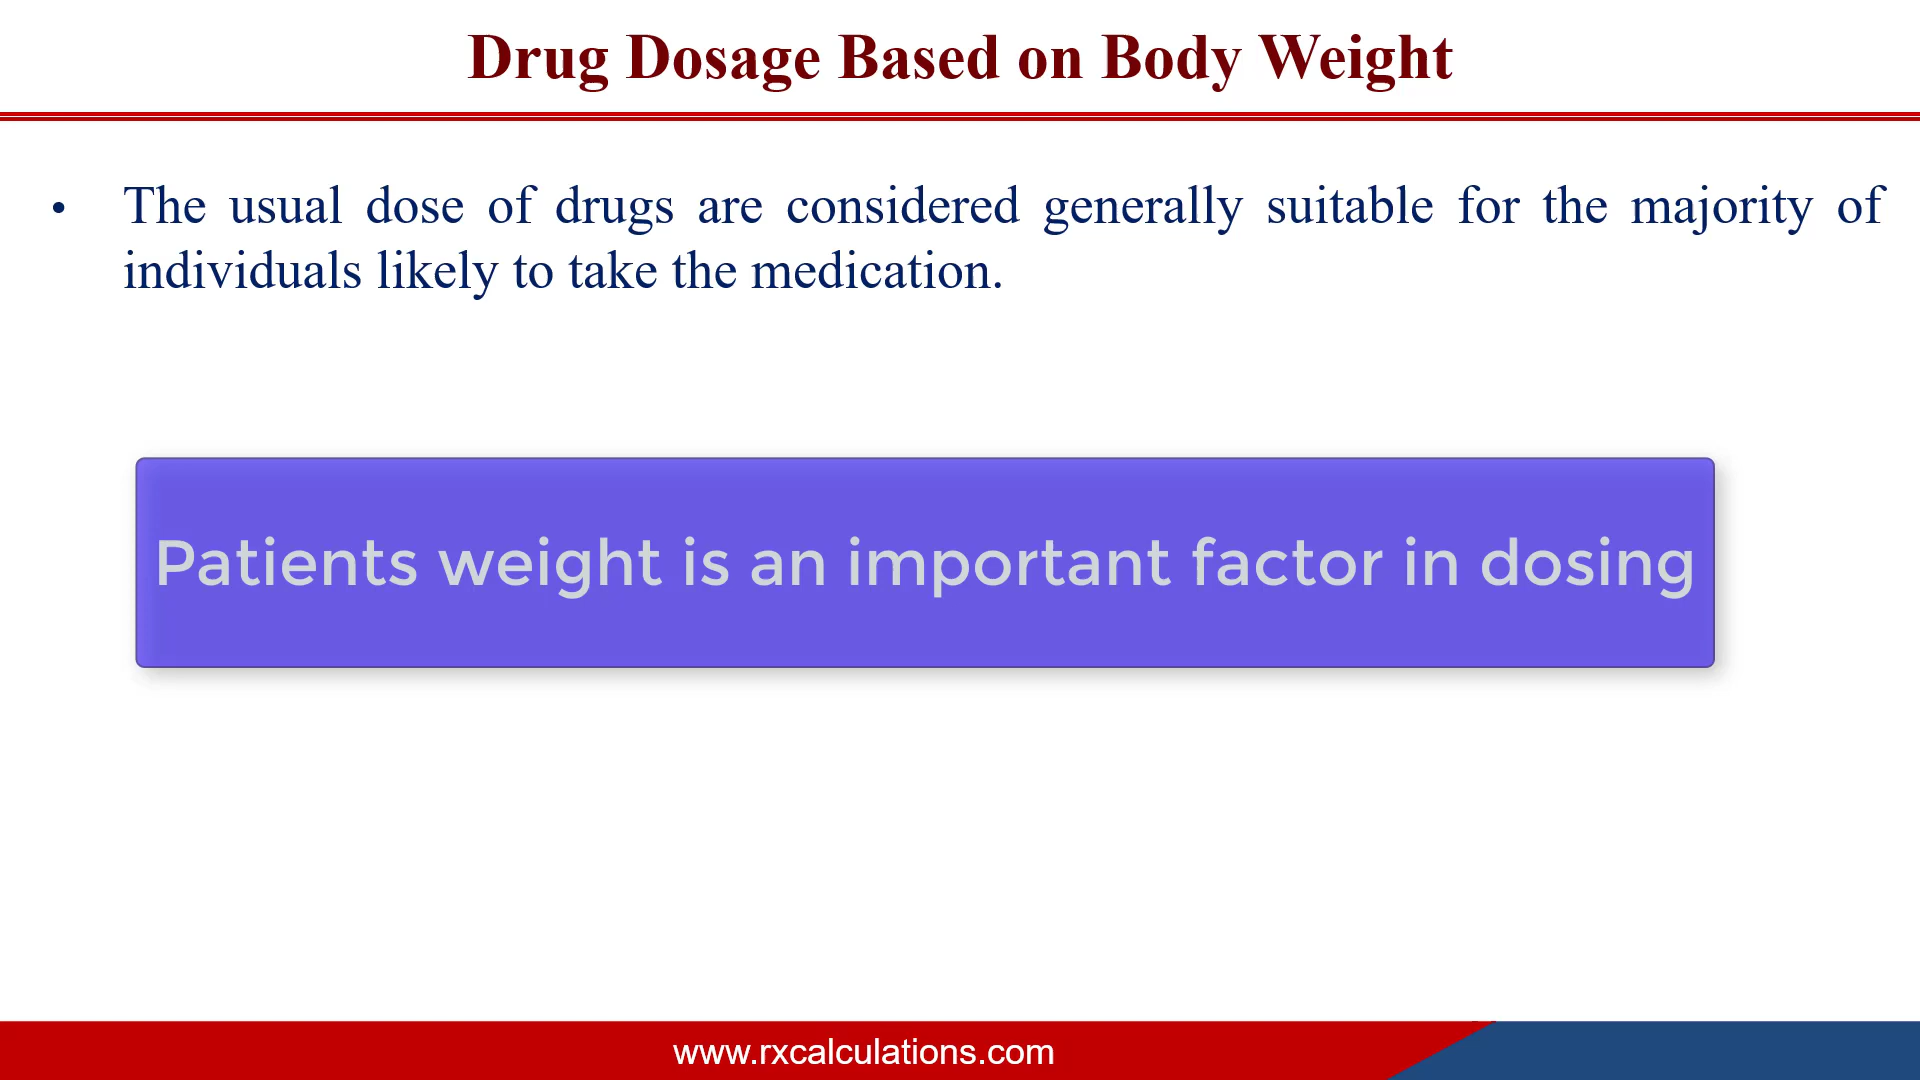 Drug Dosage Based on Body Weight
• The usual dose of drugs are considered generally suitable for the majority of
individuals likely to take the medication.
Patients weight is an important factor in dosing
www.rxcalculations.com